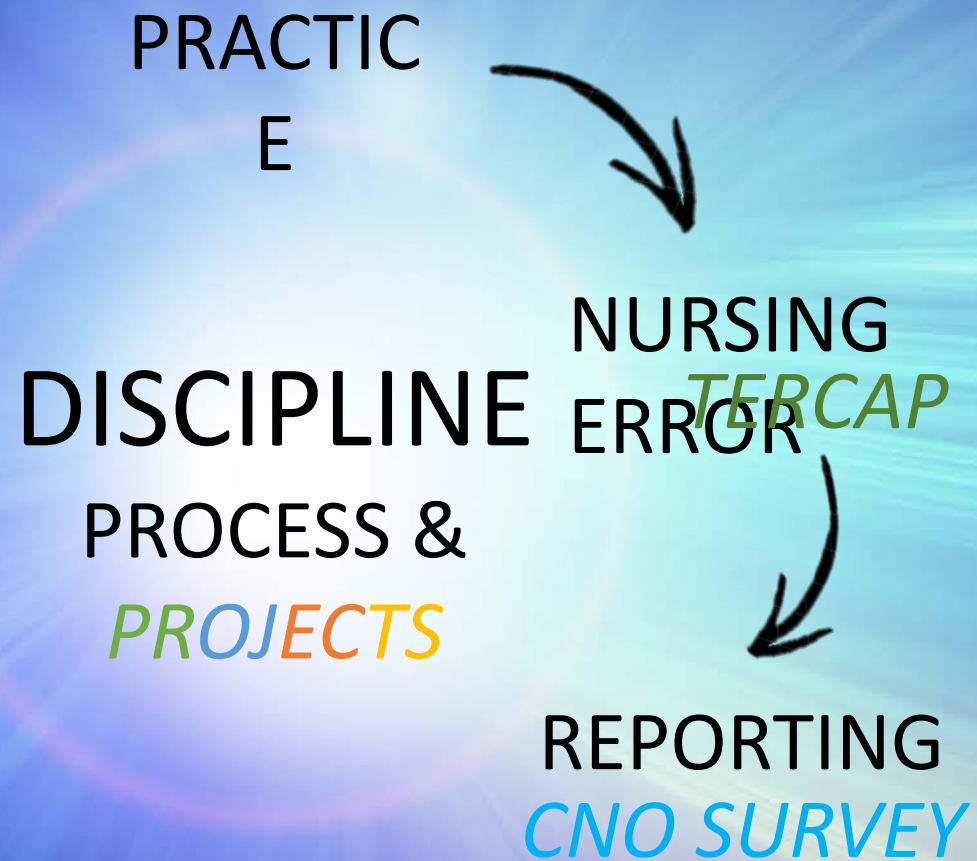 PRACTIC
E
NURSING
ERROR
TERCAP
DISCIPLINE
PROCESS &
PROJECTS
REPORTING
CNO SURVEY